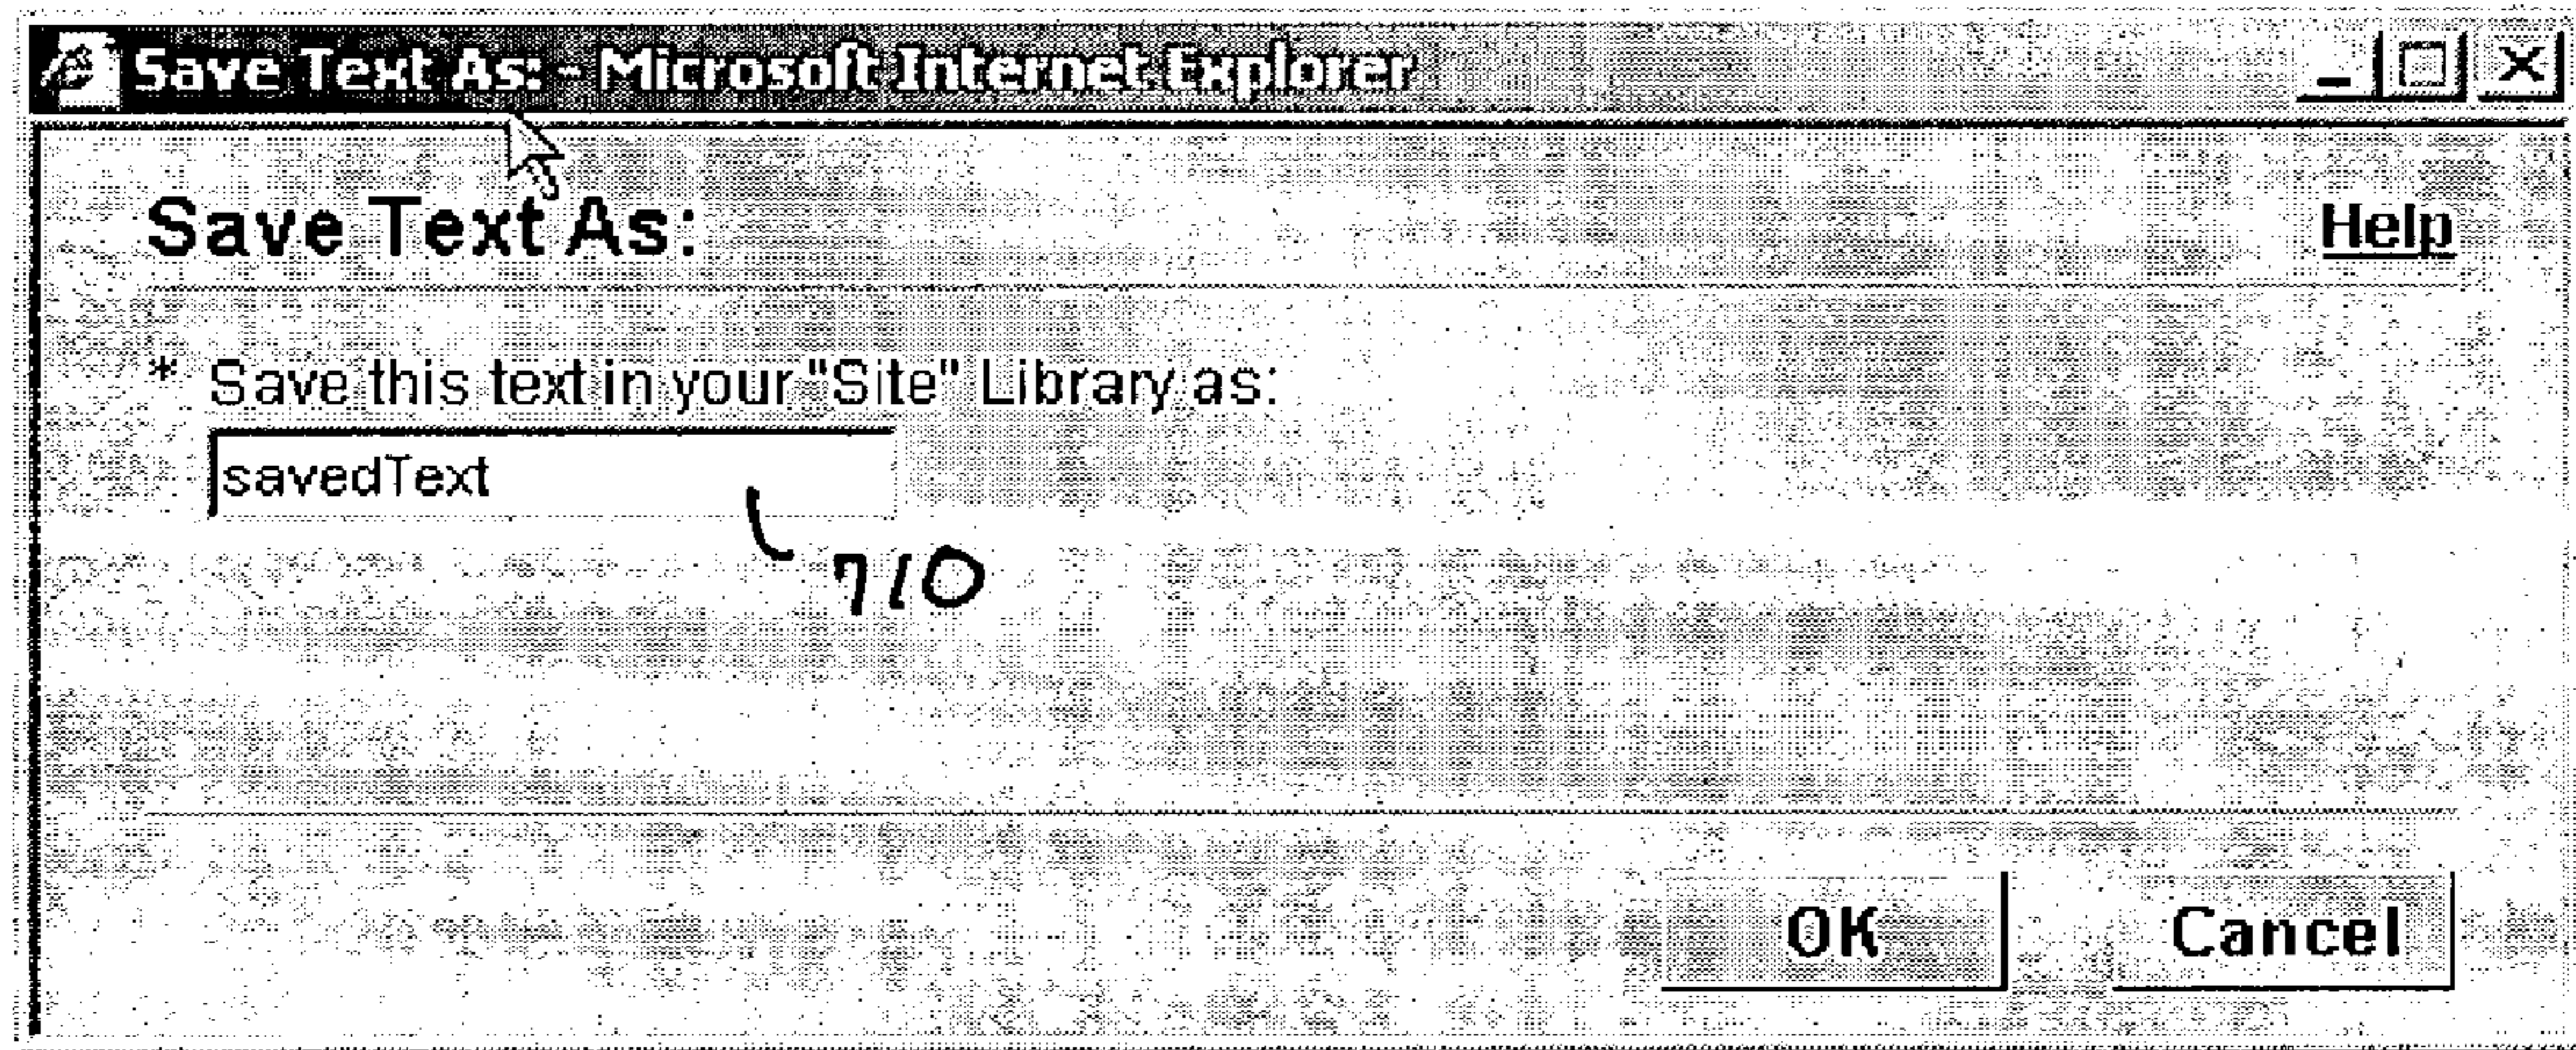 Save Text As: - Microsoft Internet Explorer
Save Text As:
Help
* Save this text in your "Site" Library as:
savedText
710
OK
Cancel